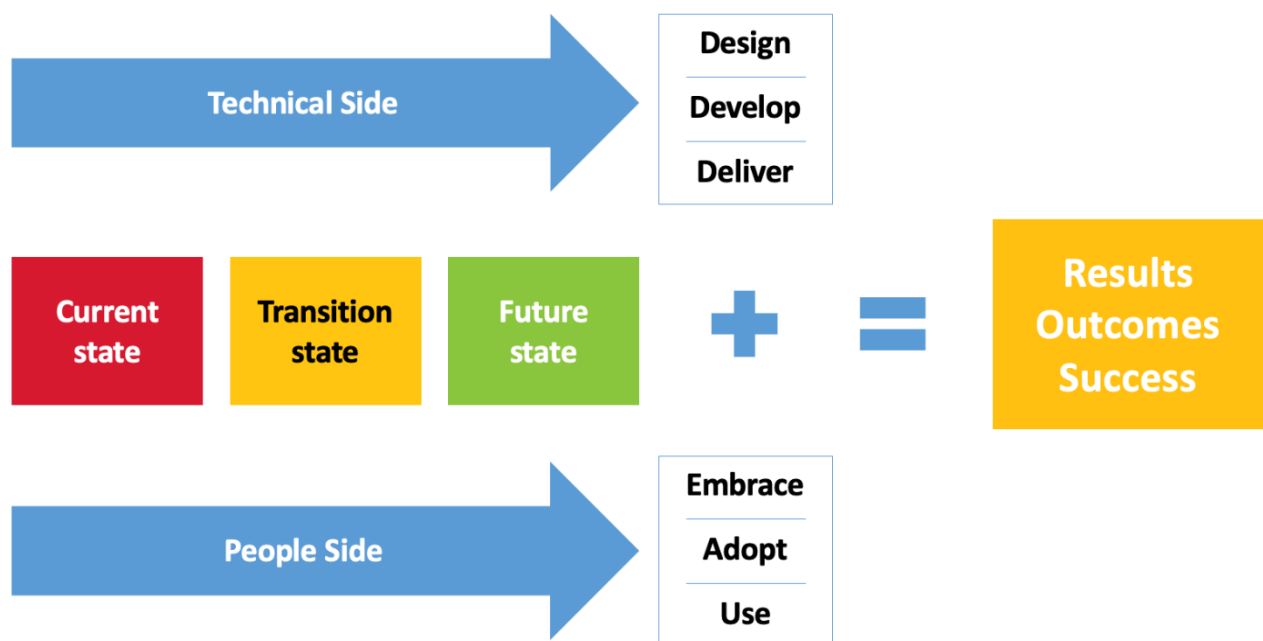 Technical Side
Design
Develop
Deliver
Current
state
Transition
state
Future
state
Results
Outcomes
Success
People Side
Embrace
Adopt
Use